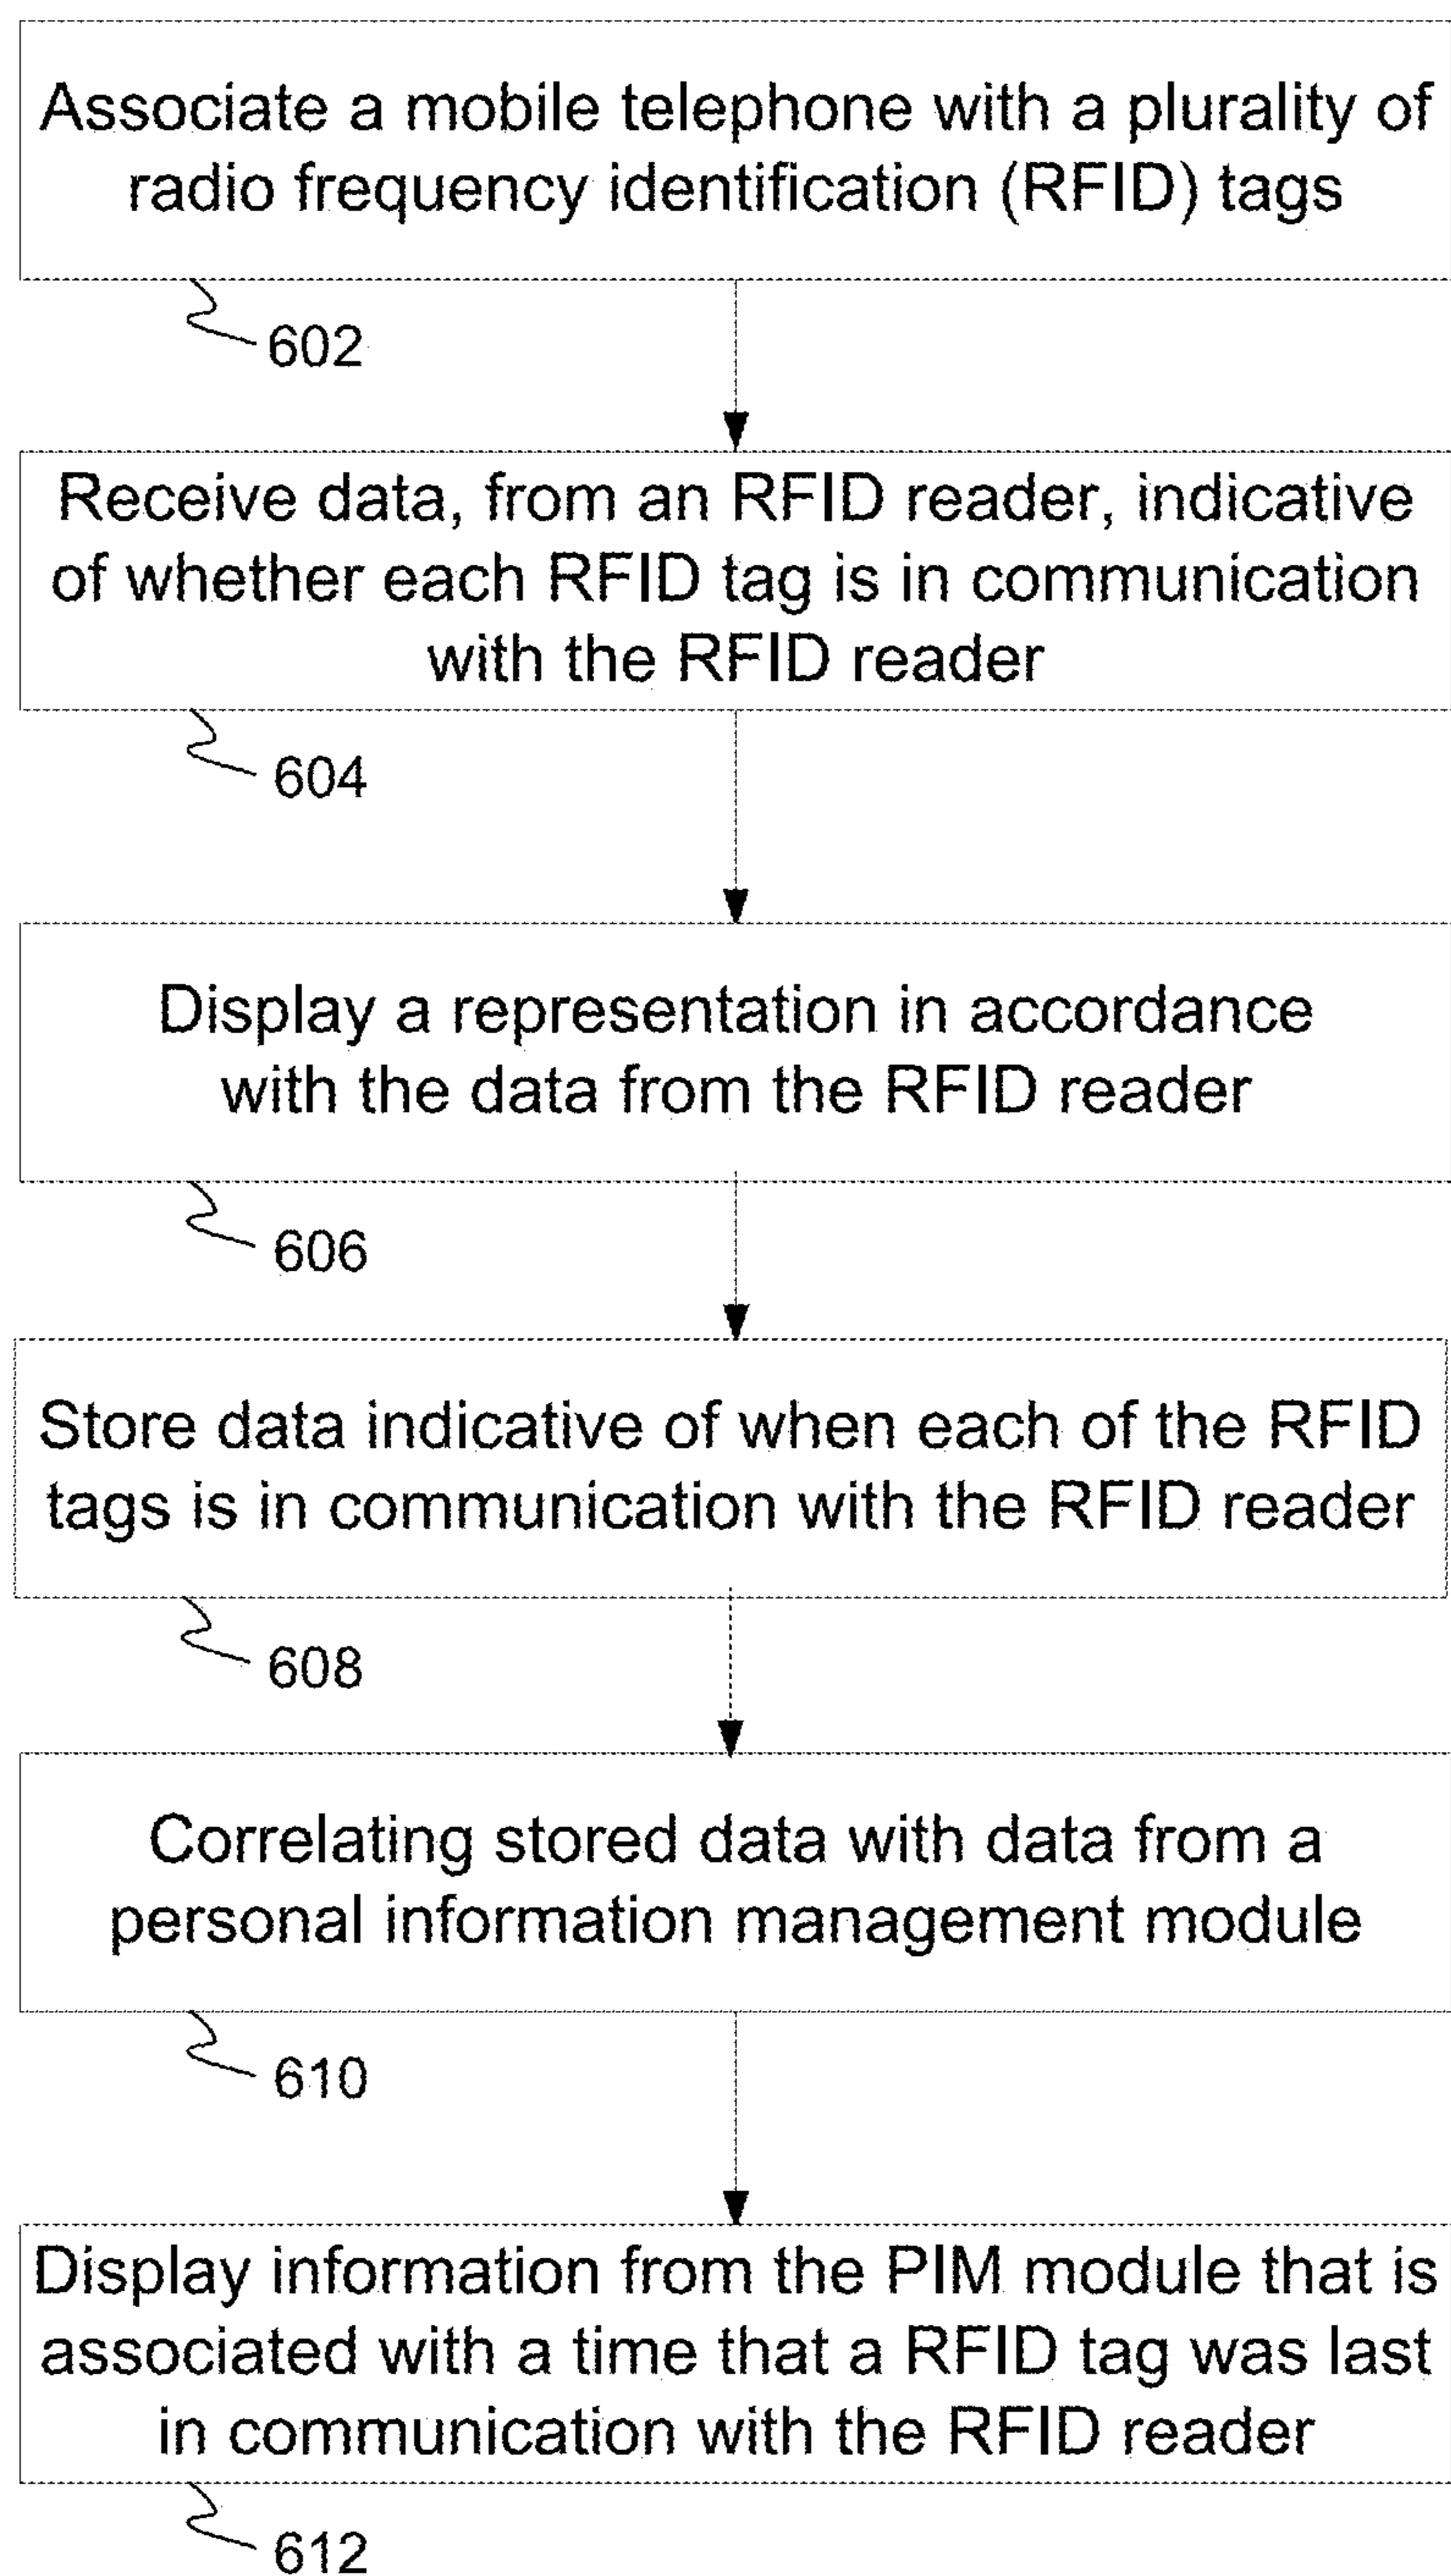 Associate a mobile telephone with a plurality of
radio frequency identification (RFID) tags
602
Receive data, from an RFID reader, indicative
of whether each RFID tag is in communication
with the RFID reader
604
Display a representation in accordance
with the data from the RFID reader
606
Store data indicative of when each of the RFID
tags is in communication with the RFID reader
608
Correlating stored data with data from a
personal information management module
610
Display information from the PIM module that is
associated with a time that a RFID tag was last
in communication with the RFID reader
612